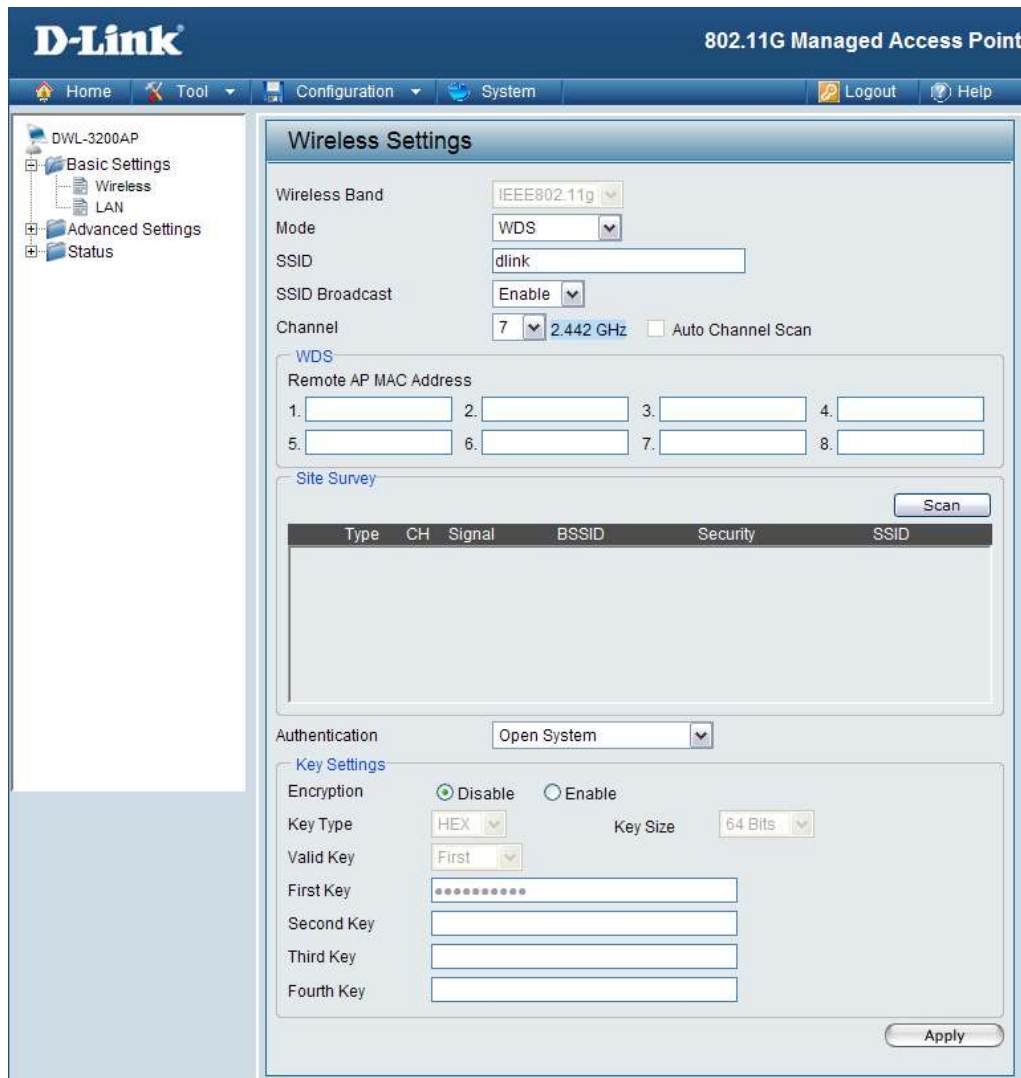 D-Link
802.11G Managed Access Point
Home Tool Configuration System Logout Help
DWL-3200AP
Basic Settings
Wireless
LAN
Advanced Settings
Status
Wireless Settings
Wireless Band IEEE802.11g
Mode WDS
SSID dlink
SSID Broadcast Enable
Channel 7 2.442 GHz Auto Channel Scan
WDS
Remote AP MAC Address
1. 2. 3. 4.
5. 6. 7. 8.
Site Survey
Scan
Type CH Signal BSSID Security SSID
Authentication Open System
Key Settings
Encryption Disable Enable
Key Type HEX Key Size 64 Bits
Valid Key First
First Key ●●●●●●●●●●
Second Key
Third Key
Fourth Key
Apply